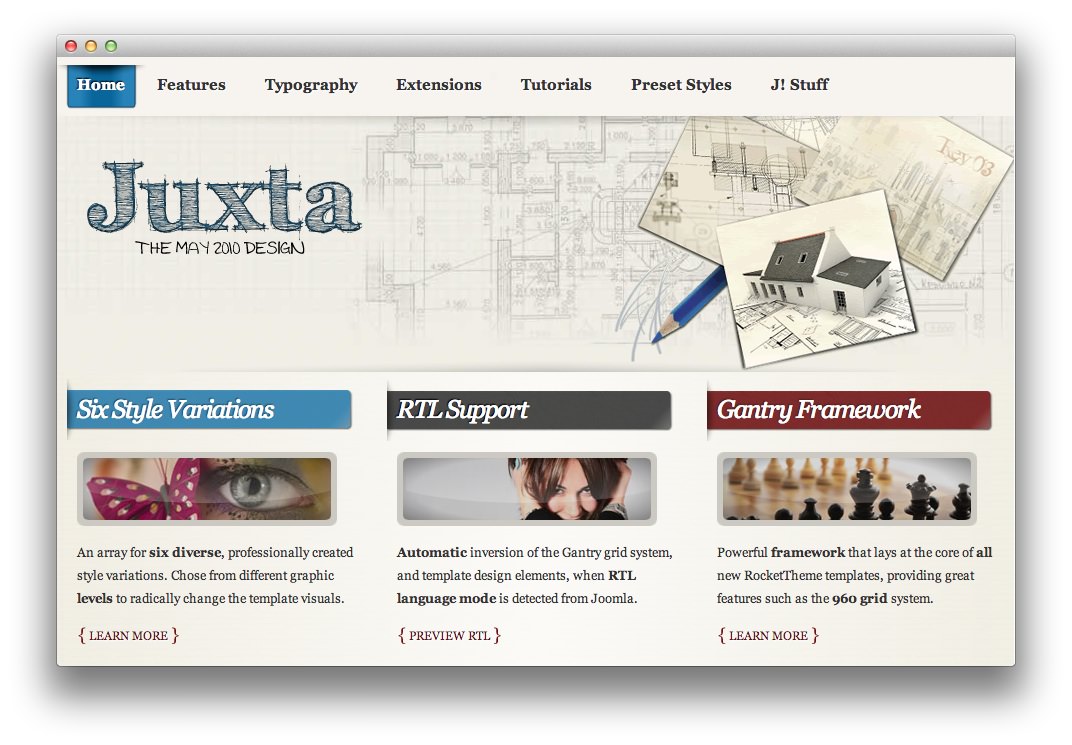 Home Features Typography Extensions Tutorials Preset Styles J! Stuff
Juxta
THE MAY 2010 DESIGN
Key 03
Six Style Variations
An array for six diverse, professionally created
style variations. Chose from different graphic
levels to radically change the template visuals.
{ LEARN MORE }
RTL Support
Automatic inversion of the Gantry grid system,
and template design elements, when RTL
language mode is detected from Joomla.
{ PREVIEW RTL }
Gantry Framework
Powerful framework that lays at the core of all
new RocketTheme templates, providing great
features such as the 960 grid system.
{ LEARN MORE }